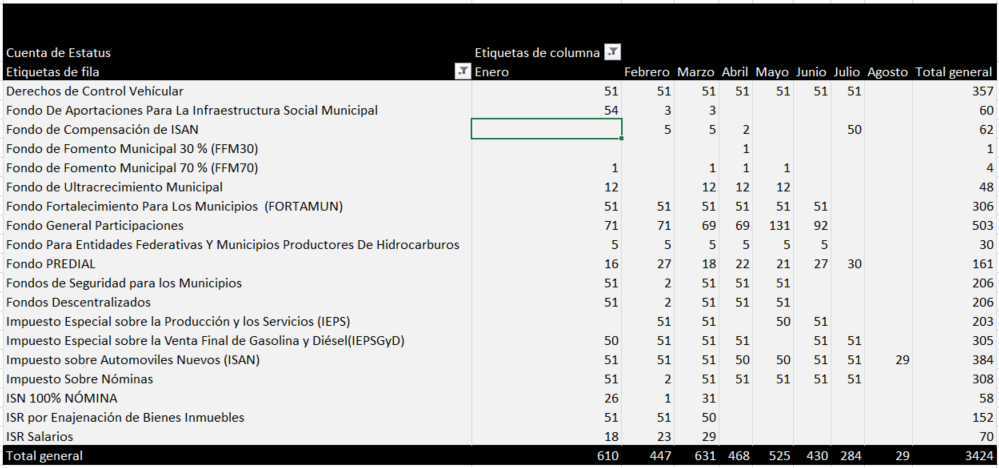 Cuenta de Estatus Etiquetas de columna
Etiquetas de fila Enero Febrero Marzo Abril Mayo Junio Julio Agosto Total general
Derechos de Control Vehícular 51 51 51 51 51 51 51 357
Fondo De Aportaciones Para La Infraestructura Social Municipal 54 3 3 60
Fondo de Compensación de ISAN 5 5 2 50 62
Fondo de Fomento Municipal 30 % (FFM30) 1 1
Fondo de Fomento Municipal 70 % (FFM70) 1 1 1 1 4
Fondo de Ultracrecimiento Municipal 12 12 12 12 48
Fondo Fortalecimiento Para Los Municipios (FORTAMUN) 51 51 51 51 51 51 306
Fondo General Participaciones 71 71 69 69 131 92 503
Fondo Para Entidades Federativas Y Municipios Productores De Hidrocarburos 5 5 5 5 5 5 30
Fondo PREDIAL 16 27 18 22 21 27 30 161
Fondos de Seguridad para los Municipios 51 2 51 51 51 206
Fondos Descentralizados 51 2 51 51 51 206
Impuesto Especial sobre la Producción y los Servicios (IEPS) 51 51 50 51 203
Impuesto Especial sobre la Venta Final de Gasolina y Diésel(IEPSGyD) 50 51 51 51 51 51 305
Impuesto sobre Automoviles Nuevos (ISAN) 51 51 51 50 50 51 51 29 384
Impuesto Sobre Nóminas 51 2 51 51 51 51 51 308
ISN 100% NÓMINA 26 1 31 58
ISR por Enajenación de Bienes Inmuebles 51 51 50 152
ISR Salarios 18 23 29 70
Total general 610 447 631 468 525 430 284 29 3424